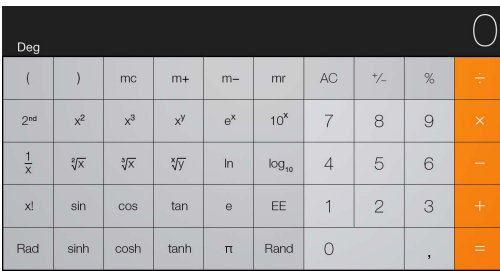 0
Deg
( ) mc m+ m− mr AC +/− % ÷
2nd x² x³ xʸ eˣ 10ˣ 7 8 9 ×
1/x ²√x ³√x ˣ√y ln log₁₀ 4 5 6 −
x! sin cos tan e EE 1 2 3 +
Rad sinh cosh tanh π Rand 0 , =